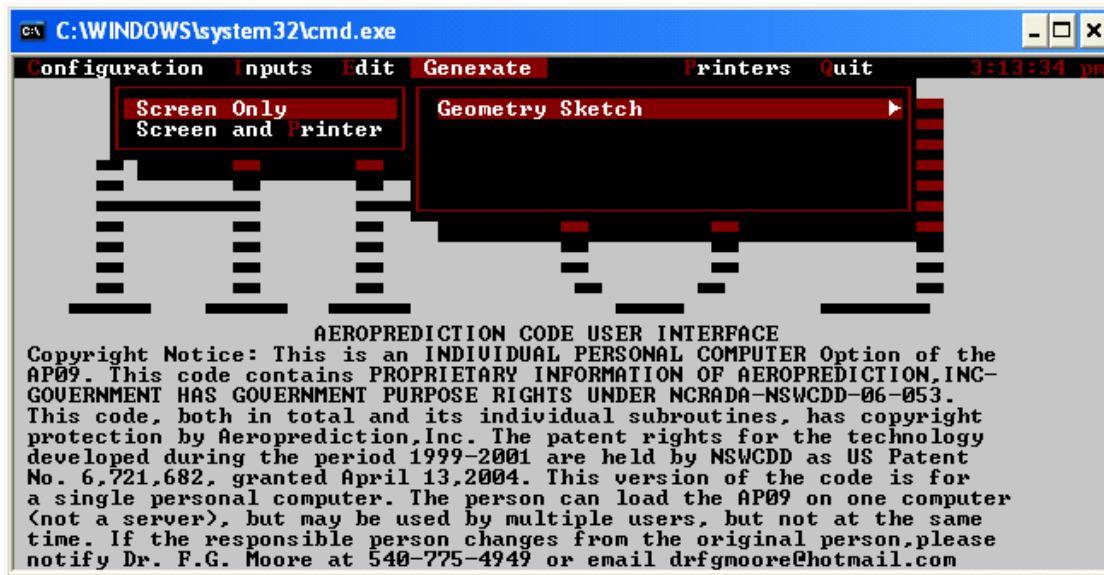 C:\WINDOWS\system32\cmd.exe
Configuration Inputs Edit Generate Printers Quit 3:13:34 pm
Screen Only Geometry Sketch
Screen and Printer
AEROPREDICTION CODE USER INTERFACE
Copyright Notice: This is an INDIVIDUAL PERSONAL COMPUTER Option of the
AP09. This code contains PROPRIETARY INFORMATION OF AEROPREDICTION,INC-
GOVERNMENT HAS GOVERNMENT PURPOSE RIGHTS UNDER NCRADA-NSWCDD-06-053.
This code, both in total and its individual subroutines, has copyright
protection by Aeroprediction,Inc. The patent rights for the technology
developed during the period 1999-2001 are held by NSWCDD as US Patent
No. 6,721,682, granted April 13,2004. This version of the code is for
a single personal computer. The person can load the AP09 on one computer
(not a server), but may be used by multiple users, but not at the same
time. If the responsible person changes from the original person,please
notify Dr. F.G. Moore at 540-775-4949 or email drfgmoore@hotmail.com